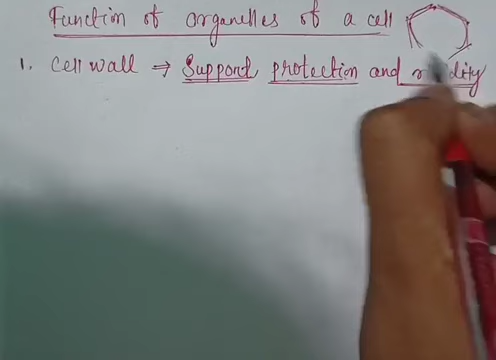 Function of organelles of a cell
1. Cell wall ⇒ Support, protection and